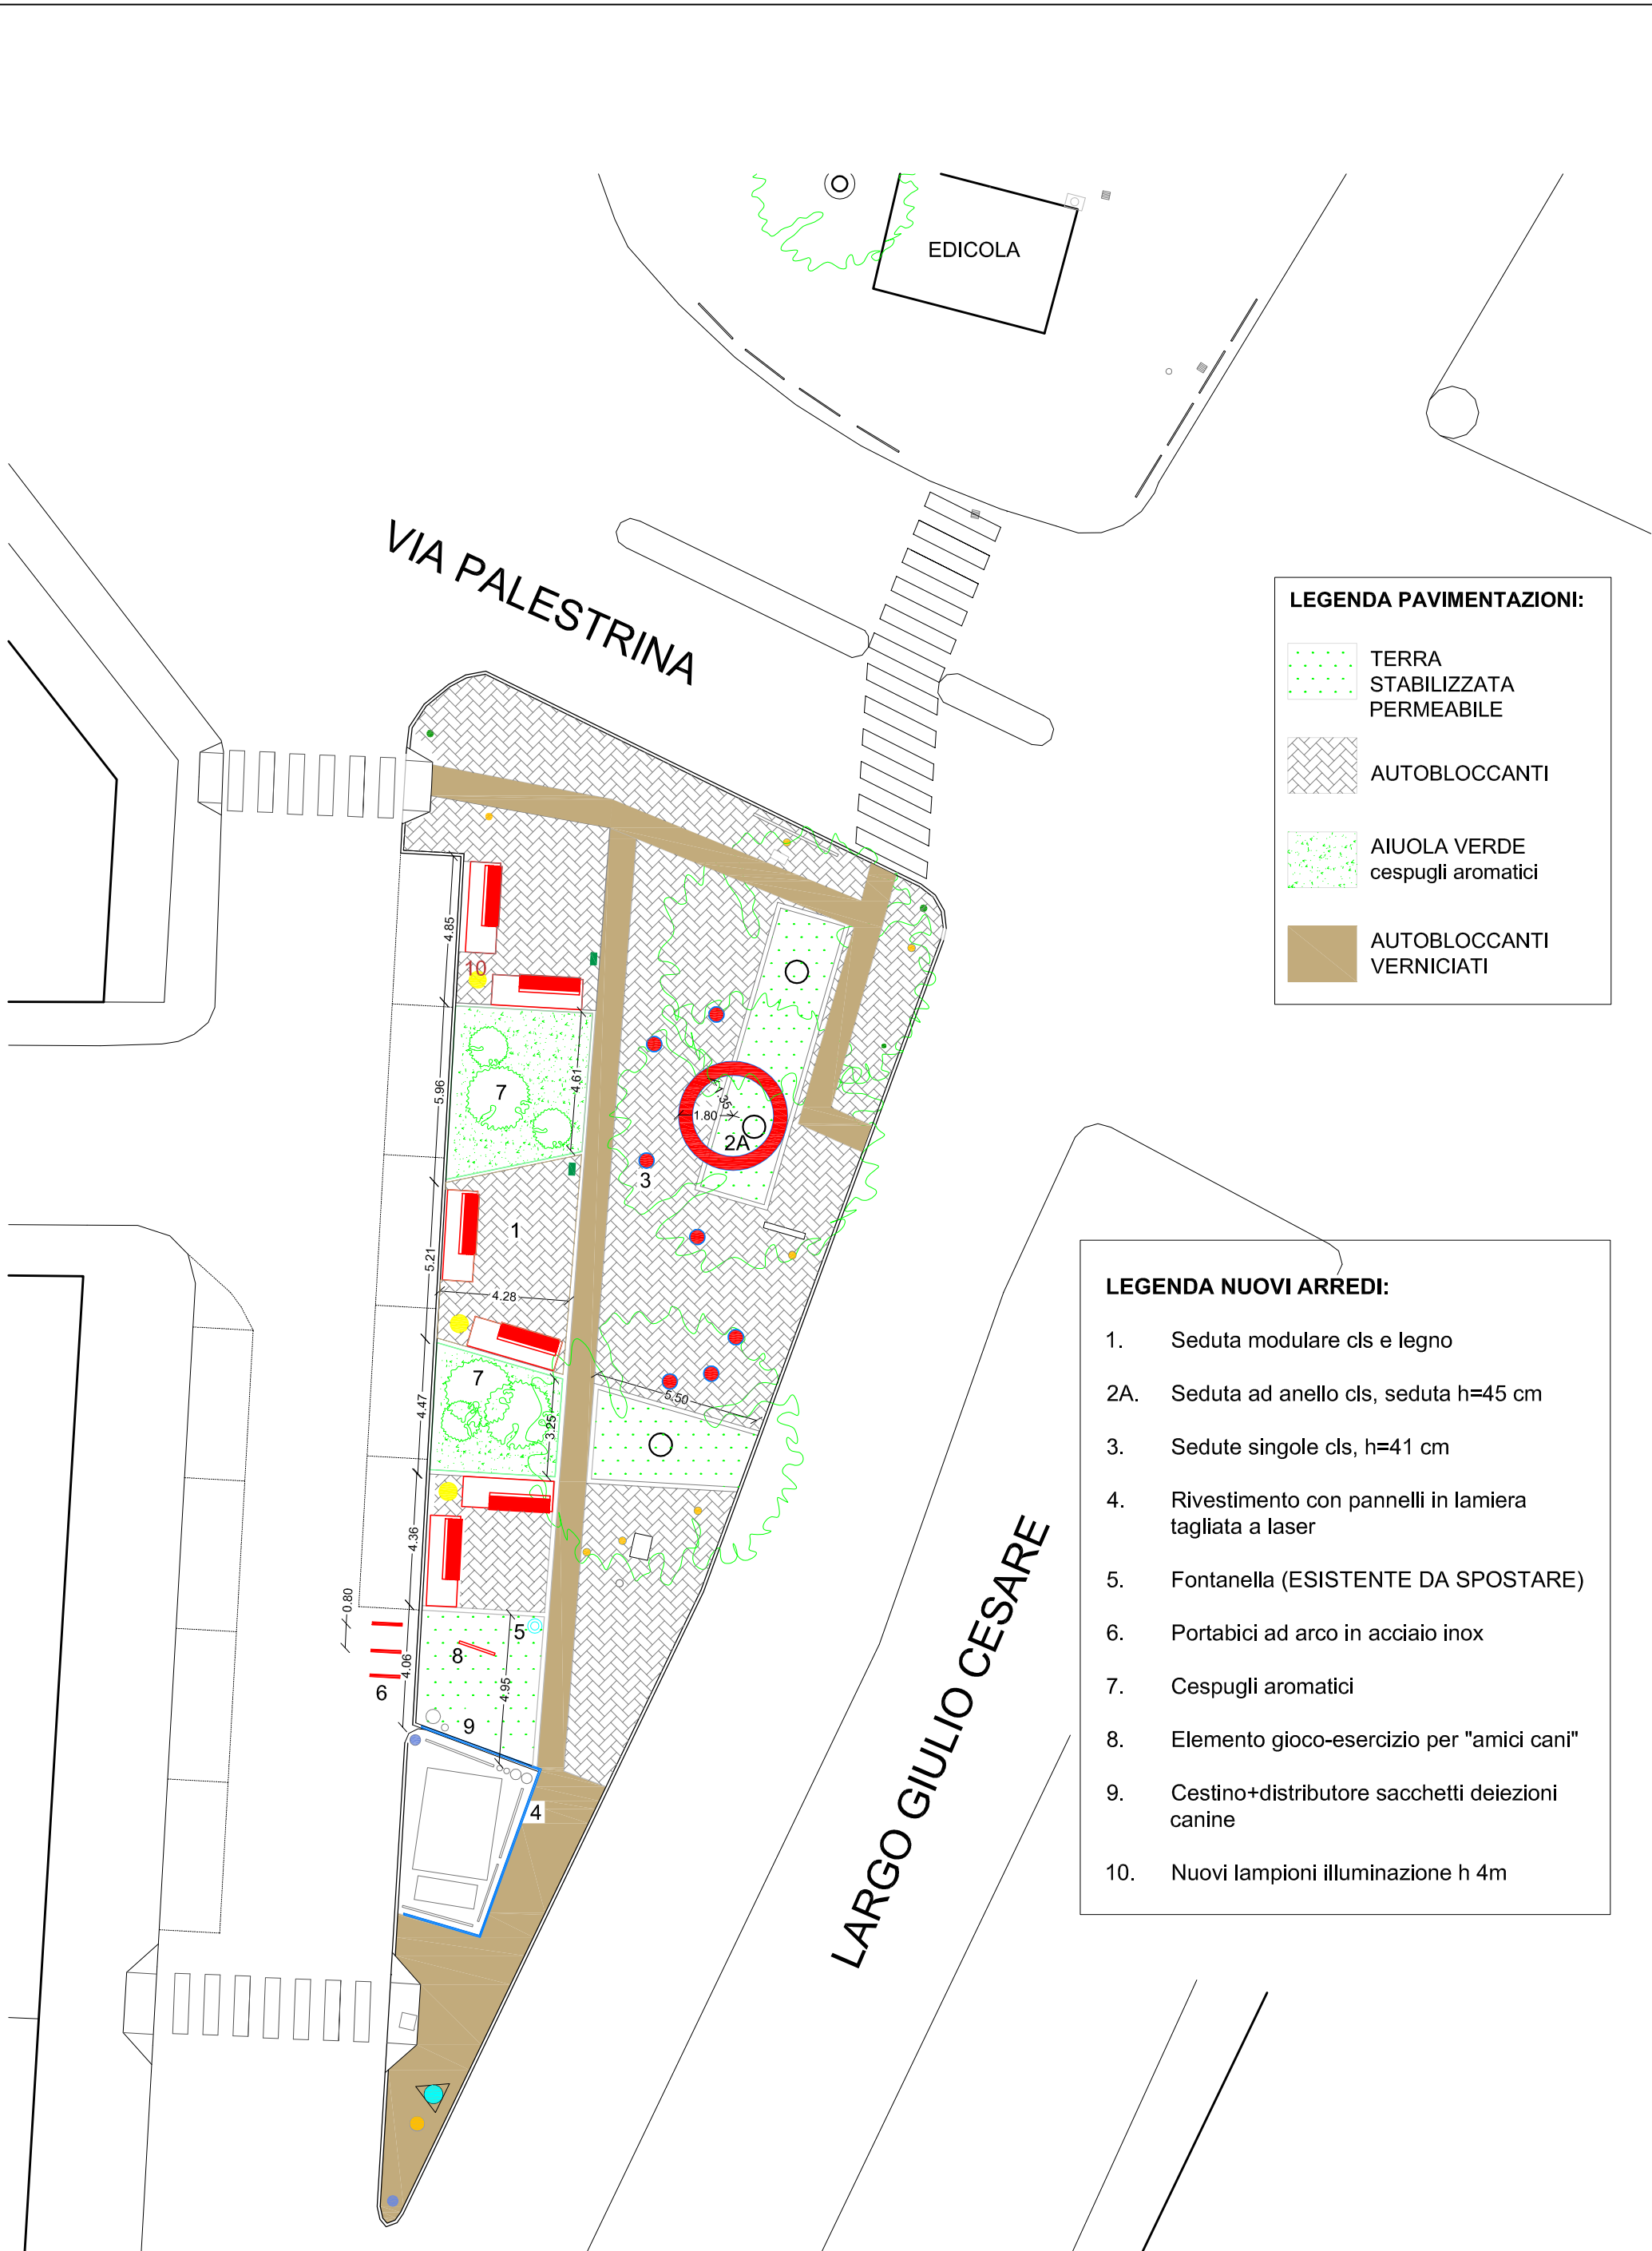 EDICOLA
VIA PALESTRINA
LEGENDA PAVIMENTAZIONI:
TERRA
STABILIZZATA
PERMEABILE
AUTOBLOCCANTI
AIUOLA VERDE
cespugli aromatici
AUTOBLOCCANTI
VERNICIATI
4.85
10
5.96
7
4.61
1.35
1.80
2A
3
1
5.21
4.28
7
4.47
3.25
5.50
4.36
0.80
5
8
4.06
4.95
6
9
4
LARGO GIULIO CESARE
LEGENDA NUOVI ARREDI:
1. Seduta modulare cls e legno
2A. Seduta ad anello cls, seduta h=45 cm
3. Sedute singole cls, h=41 cm
4. Rivestimento con pannelli in lamiera
tagliata a laser
5. Fontanella (ESISTENTE DA SPOSTARE)
6. Portabici ad arco in acciaio inox
7. Cespugli aromatici
8. Elemento gioco-esercizio per "amici cani"
9. Cestino+distributore sacchetti deiezioni
canine
10. Nuovi lampioni illuminazione h 4m